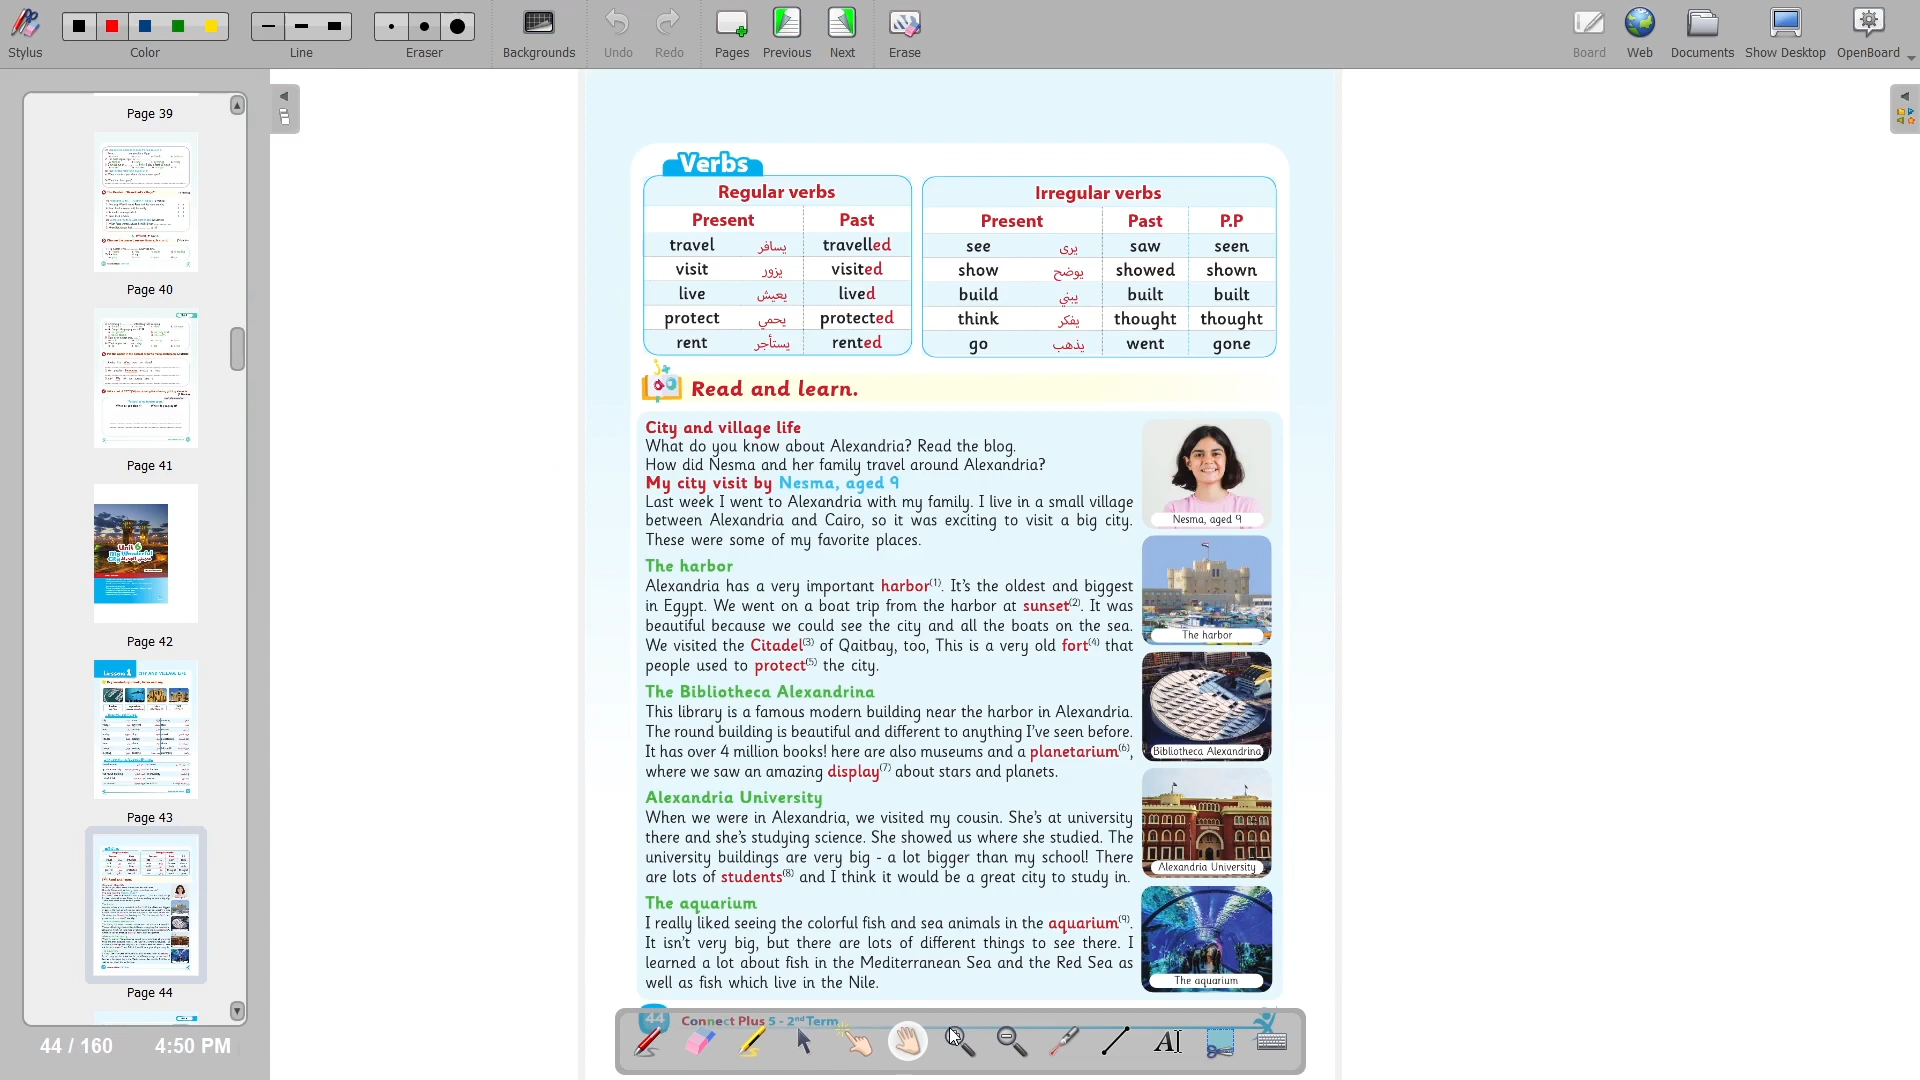 Stylus
Color
Line
Eraser
Backgrounds
Undo
Redo
Pages
Previous
Next
Erase
Board
Web
Documents
Show Desktop
OpenBoard
Page 39
Page 40
Page 41
Page 42
Page 43
Page 44
44 / 160
4:50 PM
Verbs
Regular verbs
Present Past
travel يسافر travelled
visit يزور visited
live يعيش lived
protect يحمي protected
rent يستأجر rented
Irregular verbs
Present Past P.P
see يرى saw seen
show يوضح showed shown
build يبني built built
think يفكر thought thought
go يذهب went gone
Read and learn.
City and village life
What do you know about Alexandria? Read the blog.
How did Nesma and her family travel around Alexandria?
My city visit by Nesma, aged 9
Last week I went to Alexandria with my family. I live in a small village
between Alexandria and Cairo, so it was exciting to visit a big city.
These were some of my favorite places.
The harbor
Alexandria has a very important harbor(1). It's the oldest and biggest
in Egypt. We went on a boat trip from the harbor at sunset(2). It was
beautiful because we could see the city and all the boats on the sea.
We visited the Citadel(3) of Qaitbay, too, This is a very old fort(4) that
people used to protect(5) the city.
The Bibliotheca Alexandrina
This library is a famous modern building near the harbor in Alexandria.
The round building is beautiful and different to anything I've seen before.
It has over 4 million books! here are also museums and a planetarium(6),
where we saw an amazing display(7) about stars and planets.
Alexandria University
When we were in Alexandria, we visited my cousin. She's at university
there and she's studying science. She showed us where she studied. The
university buildings are very big - a lot bigger than my school! There
are lots of students(8) and I think it would be a great city to study in.
The aquarium
I really liked seeing the colorful fish and sea animals in the aquarium(9).
It isn't very big, but there are lots of different things to see there. I
learned a lot about fish in the Mediterranean Sea and the Red Sea as
well as fish which live in the Nile.
Nesma, aged 9
The harbor
Bibliotheca Alexandrina
Alexandria University
The aquarium
44 Connect Plus 5 - 2nd Term
Unit 6
My Wonderful
City
Lesson 1 CITY AND VILLAGE LIFE